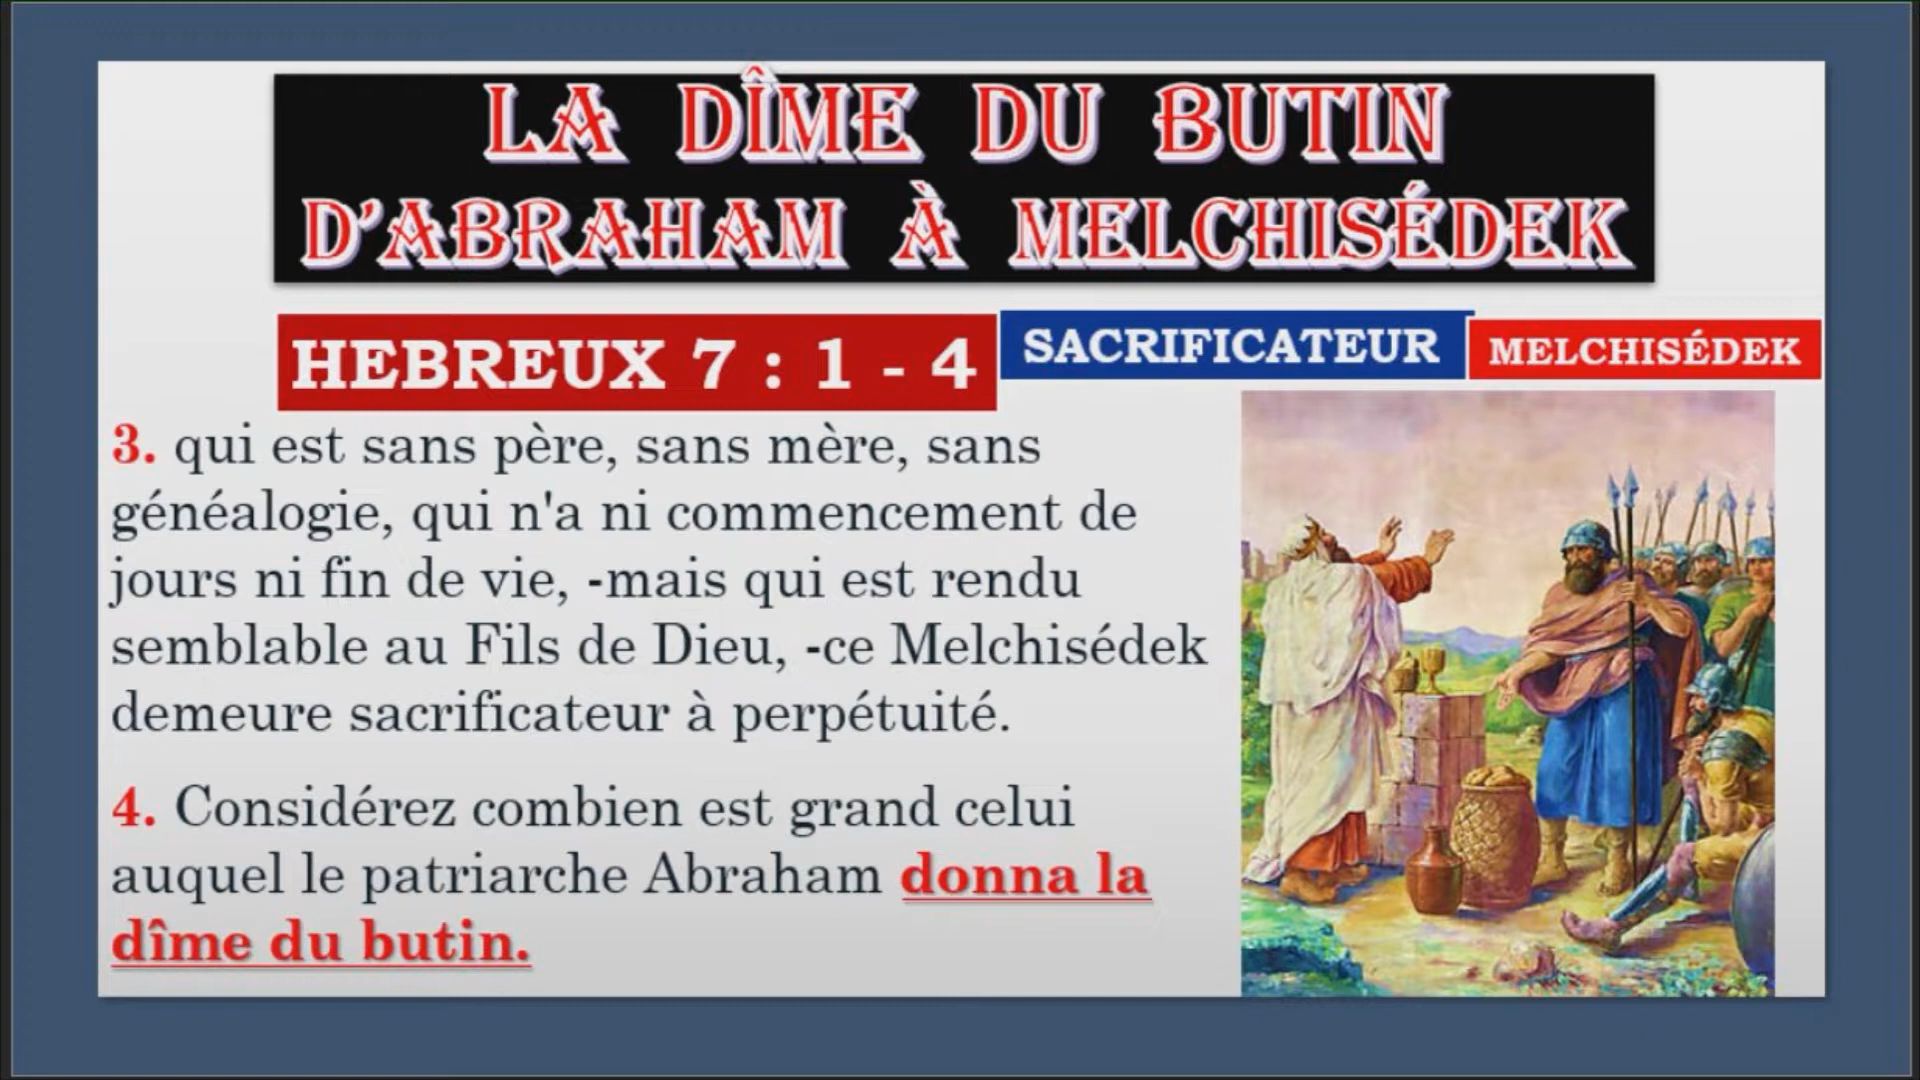 LA DÎME DU BUTIN
D'ABRAHAM À MELCHISÉDEK
HEBREUX 7 : 1 - 4
SACRIFICATEUR
MELCHISÉDEK
3. qui est sans père, sans mère, sans
généalogie, qui n'a ni commencement de
jours ni fin de vie, -mais qui est rendu
semblable au Fils de Dieu, -ce Melchisédek
demeure sacrificateur à perpétuité.
4. Considérez combien est grand celui
auquel le patriarche Abraham donna la
dîme du butin.